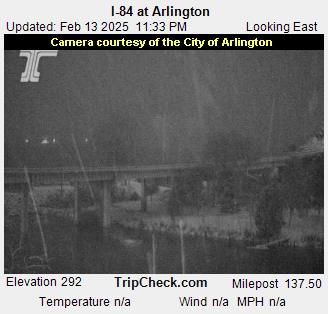 I-84 at Arlington
Updated: Feb 13 2025 11:33 PM Looking East
Camera courtesy of the City of Arlington
Elevation 292 TripCheck.com Milepost 137.50
Temperature n/a Wind n/a MPH n/a